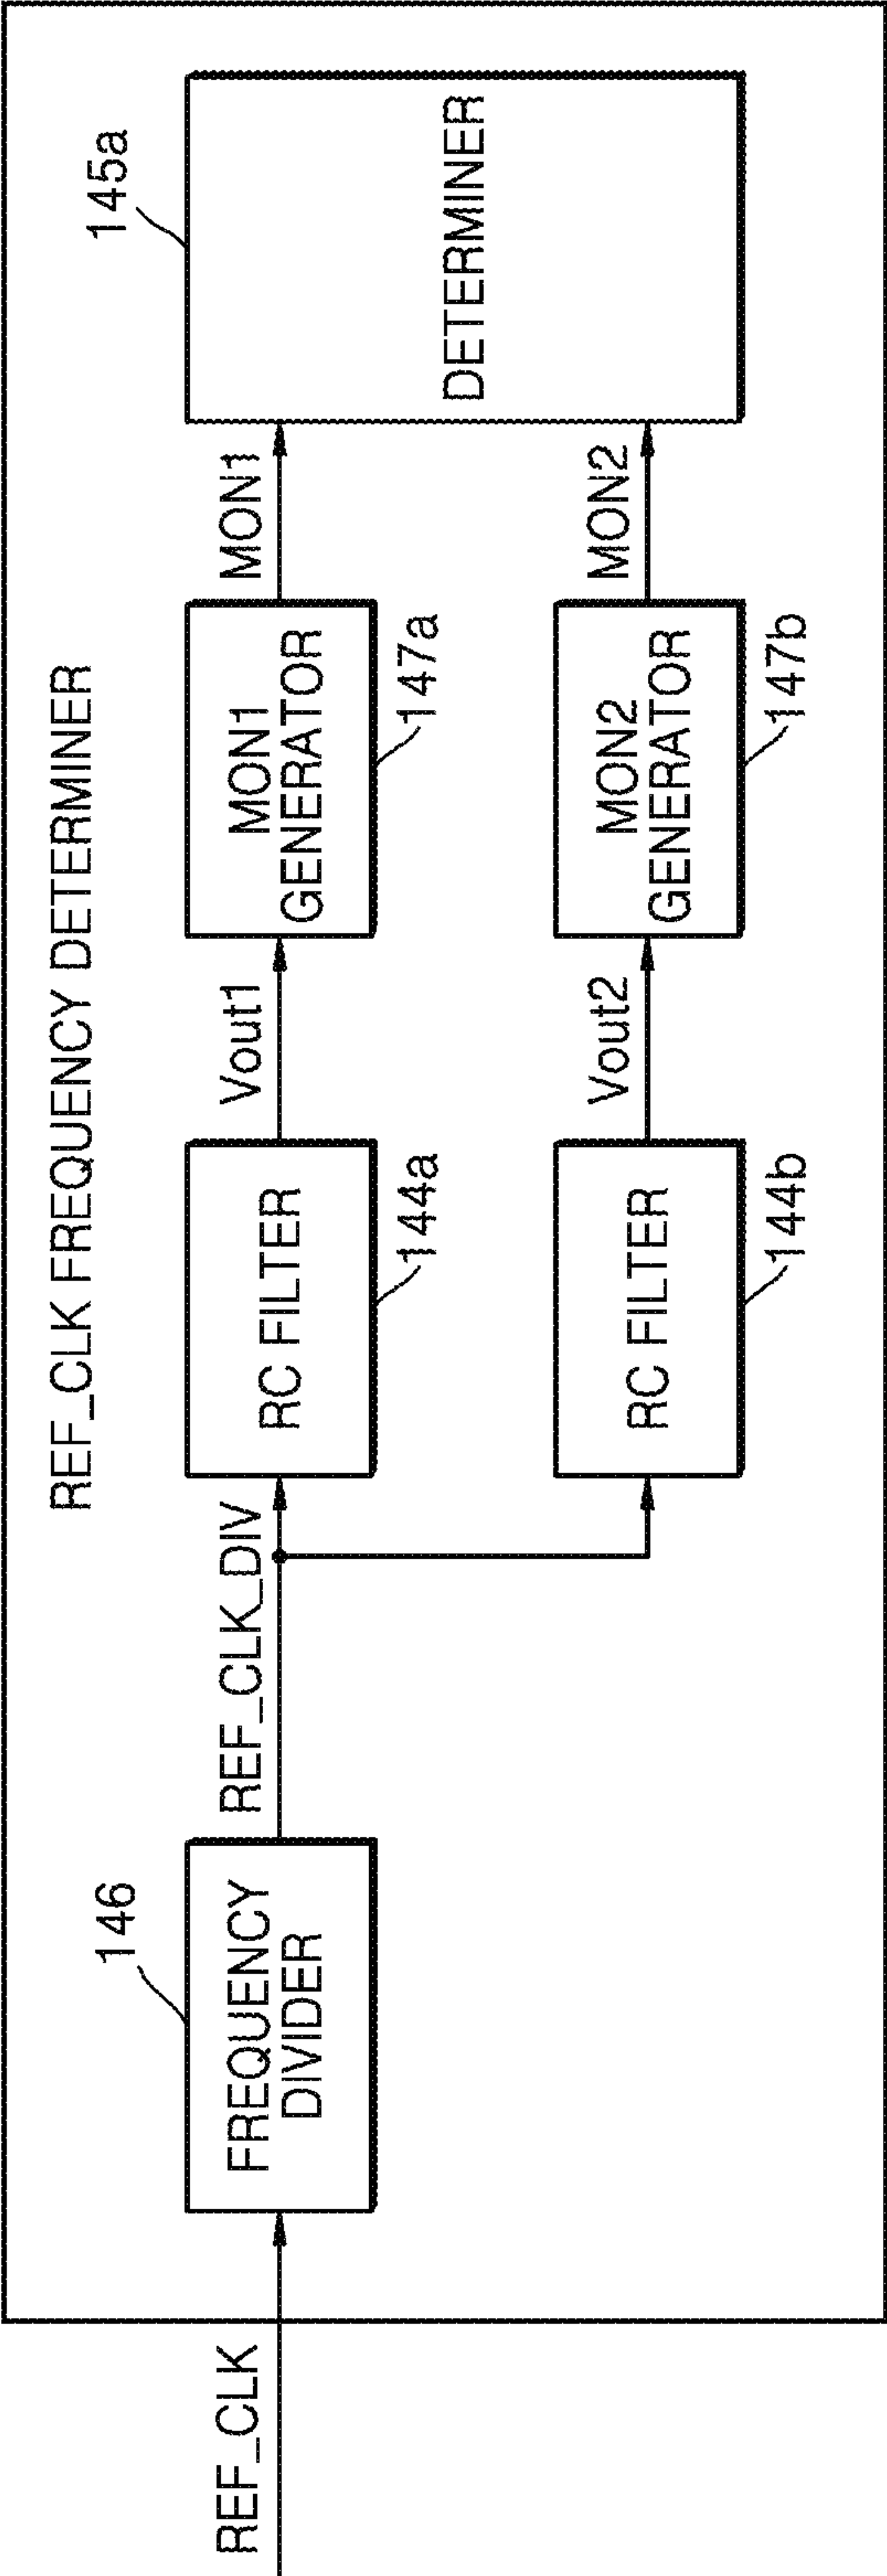 REF_CLK FREQUENCY DETERMINER
REF_CLK
146
FREQUENCY
DIVIDER
REF_CLK_DIV
RC FILTER
144a
Vout1
MON1
GENERATOR
147a
MON1
145a
DETERMINER
RC FILTER
144b
Vout2
MON2
GENERATOR
147b
MON2